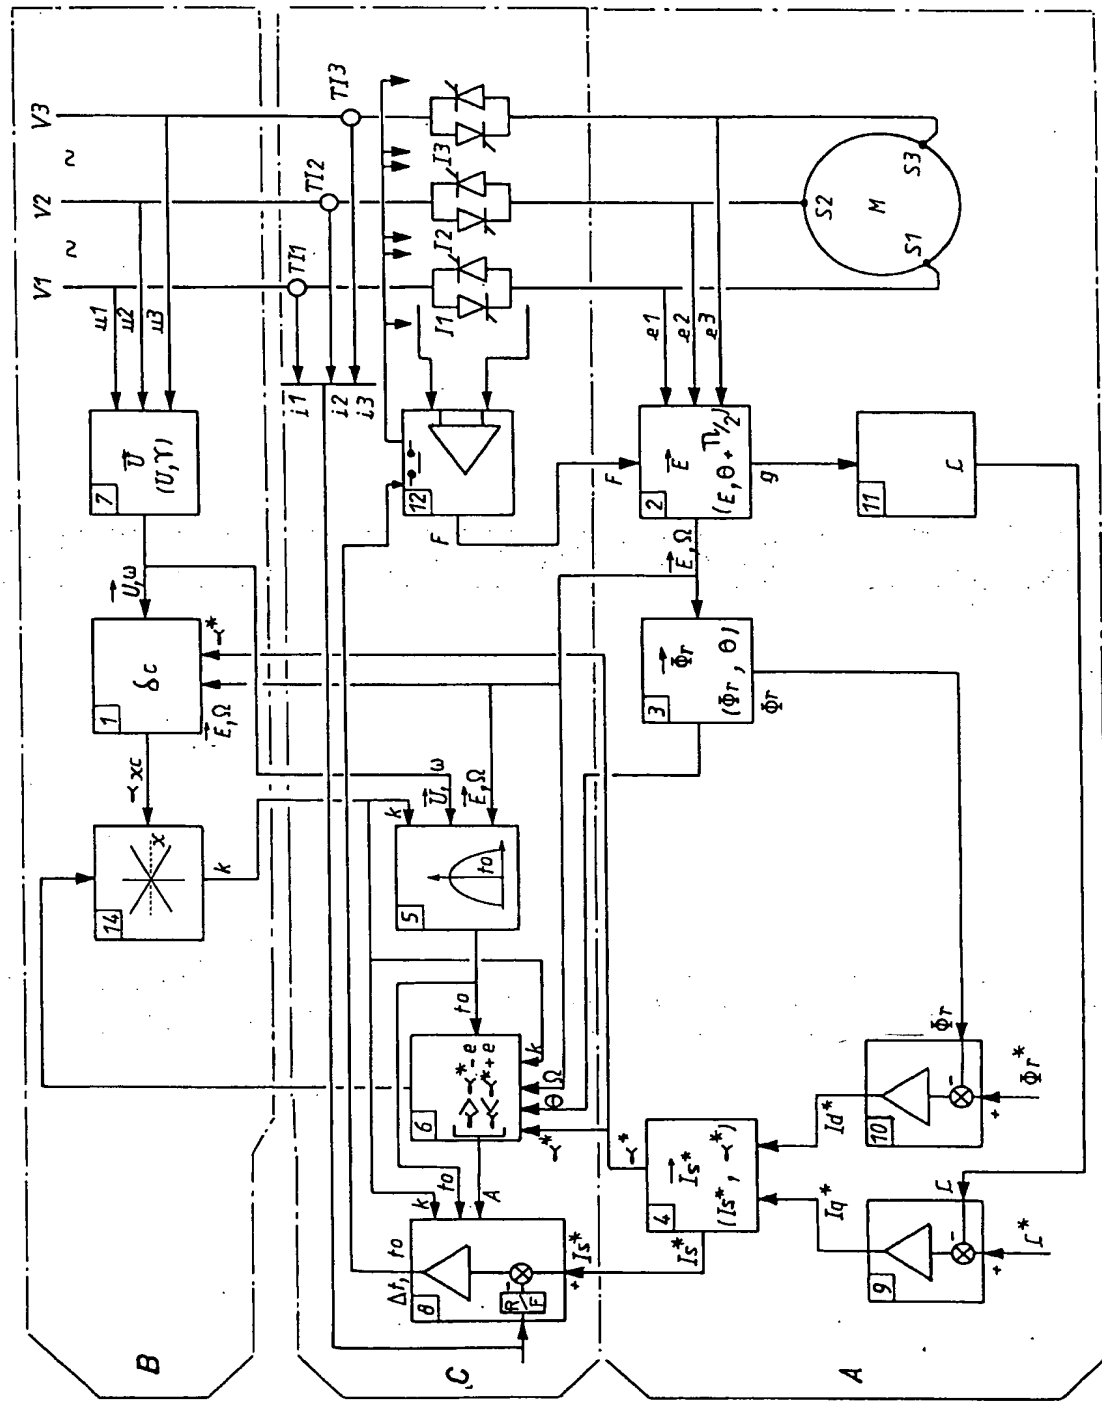 B
C
A
V1
~
V2
~
V3
u1
u2
u3
7
U
(U,γ)
U,ω
1
δc
γ*
E,Ω
γxc
14
x
k
TI1
TI2
TI3
i1
i2
i3
I1
I2
I3
12
F
5
to
k
U,ω
E,Ω
6
>γ*-e
<γ*+e
to
k
Ω
θ
γ*
A
to
k
8
Δt, to
R/F
-
+
Is*
e1
e2
e3
F
2
E
(E,θ+π/2)
E,Ω
g
11
Γ
3
Φr
(Φr, θ)
Φr
4
Is*
(Is*, γ*)
γ*
Is*
Id*
Iq*
10
-
+
Φr
Φr*
9
-
+
Γ
Γ*
S1
S2
S3
M